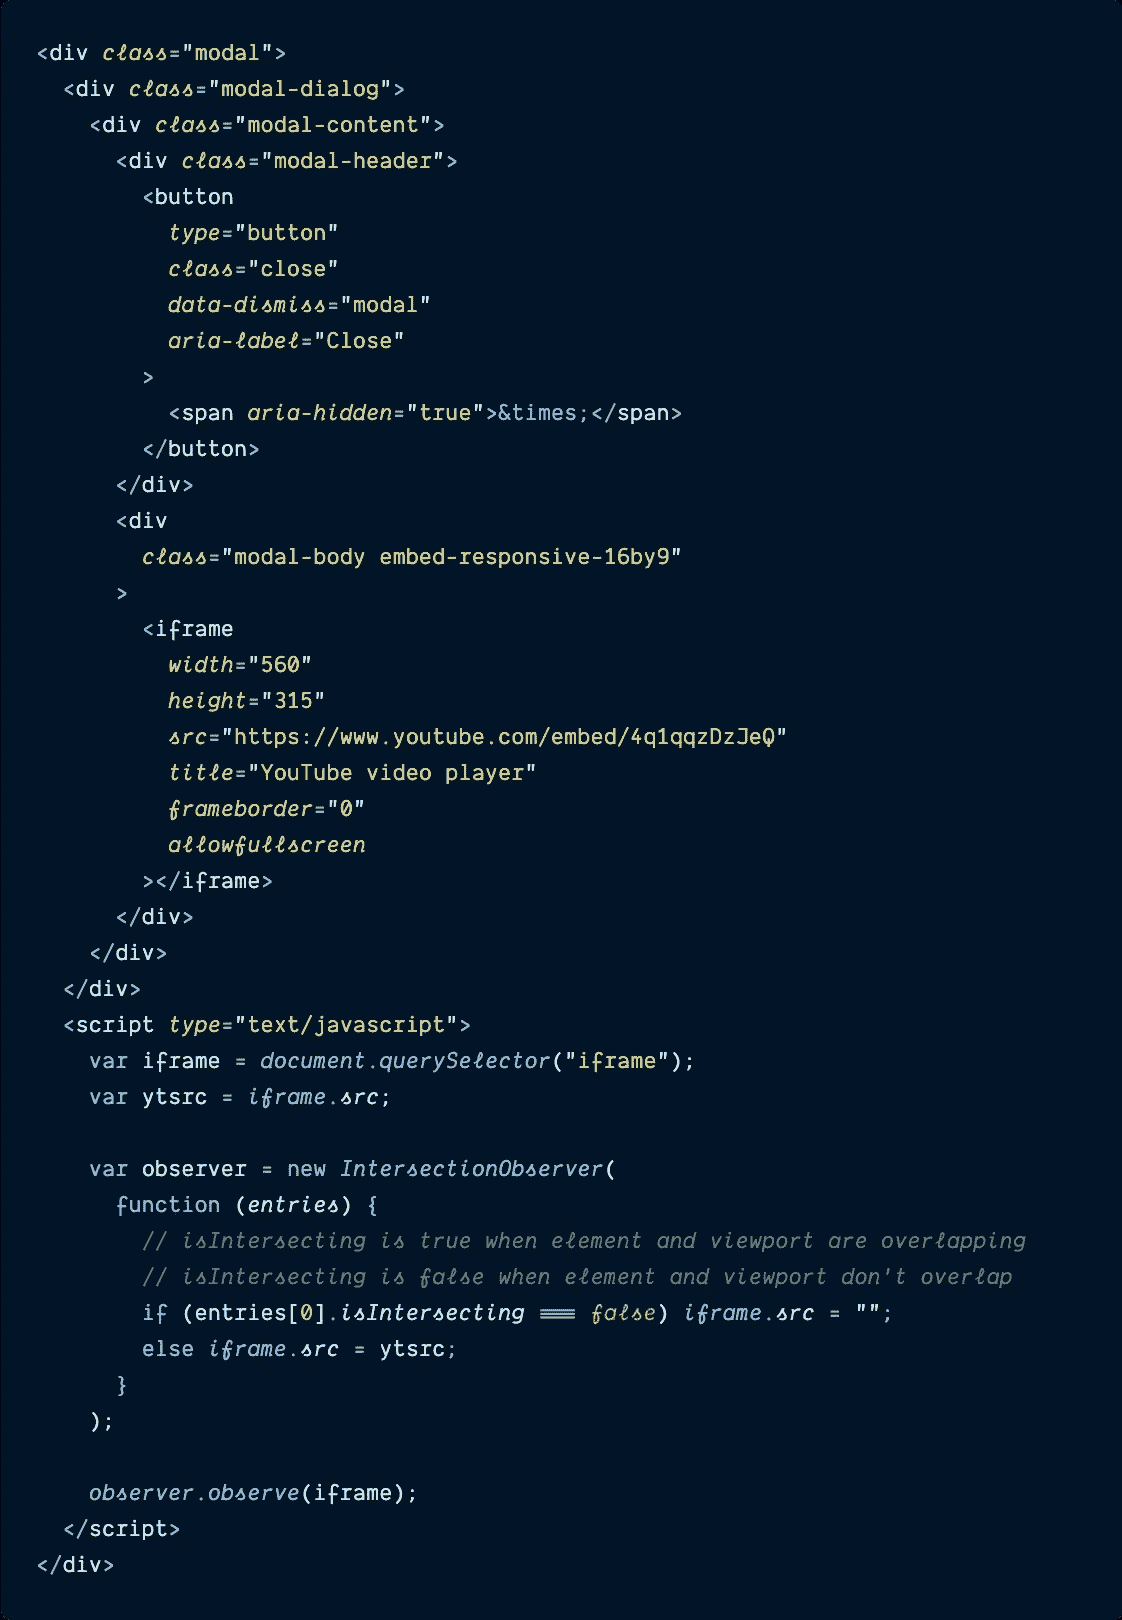 <div class="modal">
<div class="modal-dialog">
<div class="modal-content">
<div class="modal-header">
<button
type="button"
class="close"
data-dismiss="modal"
aria-label="Close"
>
<span aria-hidden="true">&times;</span>
</button>
</div>
<div
class="modal-body embed-responsive-16by9"
>
<iframe
width="560"
height="315"
src="https://www.youtube.com/embed/4q1qqzDzJeQ"
title="YouTube video player"
frameborder="0"
allowfullscreen
></iframe>
</div>
</div>
</div>
<script type="text/javascript">
var iframe = document.querySelector("iframe");
var ytsrc = iframe.src;
var observer = new IntersectionObserver(
function (entries) {
// isIntersecting is true when element and viewport are overlapping
// isIntersecting is false when element and viewport don't overlap
if (entries[0].isIntersecting === false) iframe.src = "";
else iframe.src = ytsrc;
}
);
observer.observe(iframe);
</script>
</div>